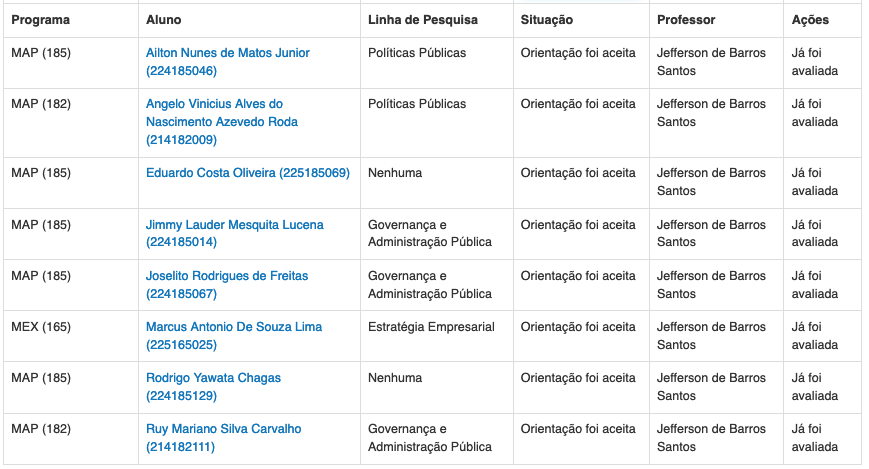 Programa Aluno Linha de Pesquisa Situação Professor Ações
MAP (185) Ailton Nunes de Matos Junior Políticas Públicas Orientação foi aceita Jefferson de Barros Já foi
(224185046) Santos avaliada
MAP (182) Angelo Vinicius Alves do Políticas Públicas Orientação foi aceita Jefferson de Barros Já foi
Nascimento Azevedo Roda Santos avaliada
(214182009)
MAP (185) Eduardo Costa Oliveira (225185069) Nenhuma Orientação foi aceita Jefferson de Barros Já foi
Santos avaliada
MAP (185) Jimmy Lauder Mesquita Lucena Governança e Orientação foi aceita Jefferson de Barros Já foi
(224185014) Administração Pública Santos avaliada
MAP (185) Joselito Rodrigues de Freitas Governança e Orientação foi aceita Jefferson de Barros Já foi
(224185067) Administração Pública Santos avaliada
MEX (165) Marcus Antonio De Souza Lima Estratégia Empresarial Orientação foi aceita Jefferson de Barros Já foi
(225165025) Santos avaliada
MAP (185) Rodrigo Yawata Chagas Nenhuma Orientação foi aceita Jefferson de Barros Já foi
(224185129) Santos avaliada
MAP (182) Ruy Mariano Silva Carvalho Governança e Orientação foi aceita Jefferson de Barros Já foi
(214182111) Administração Pública Santos avaliada